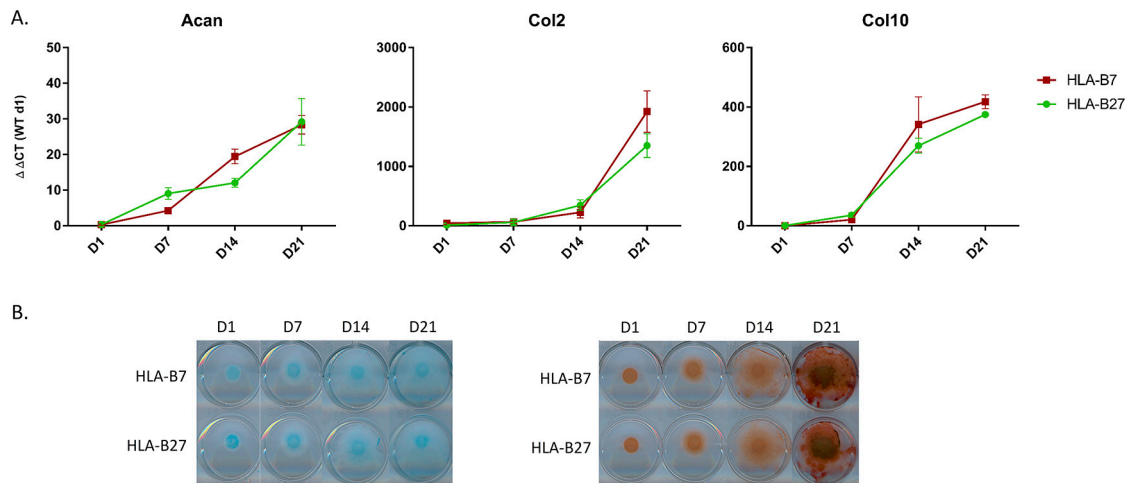 A.
Acan
Col2
Col10
Δ ΔCT (WT d1)
50
40
30
20
10
0
D1
D7
D14
D21
3000
2000
1000
0
D1
D7
D14
D21
600
400
200
0
D1
D7
D14
D21
HLA-B7
HLA-B27
B.
D1 D7 D14 D21
HLA-B7
HLA-B27
D1 D7 D14 D21
HLA-B7
HLA-B27